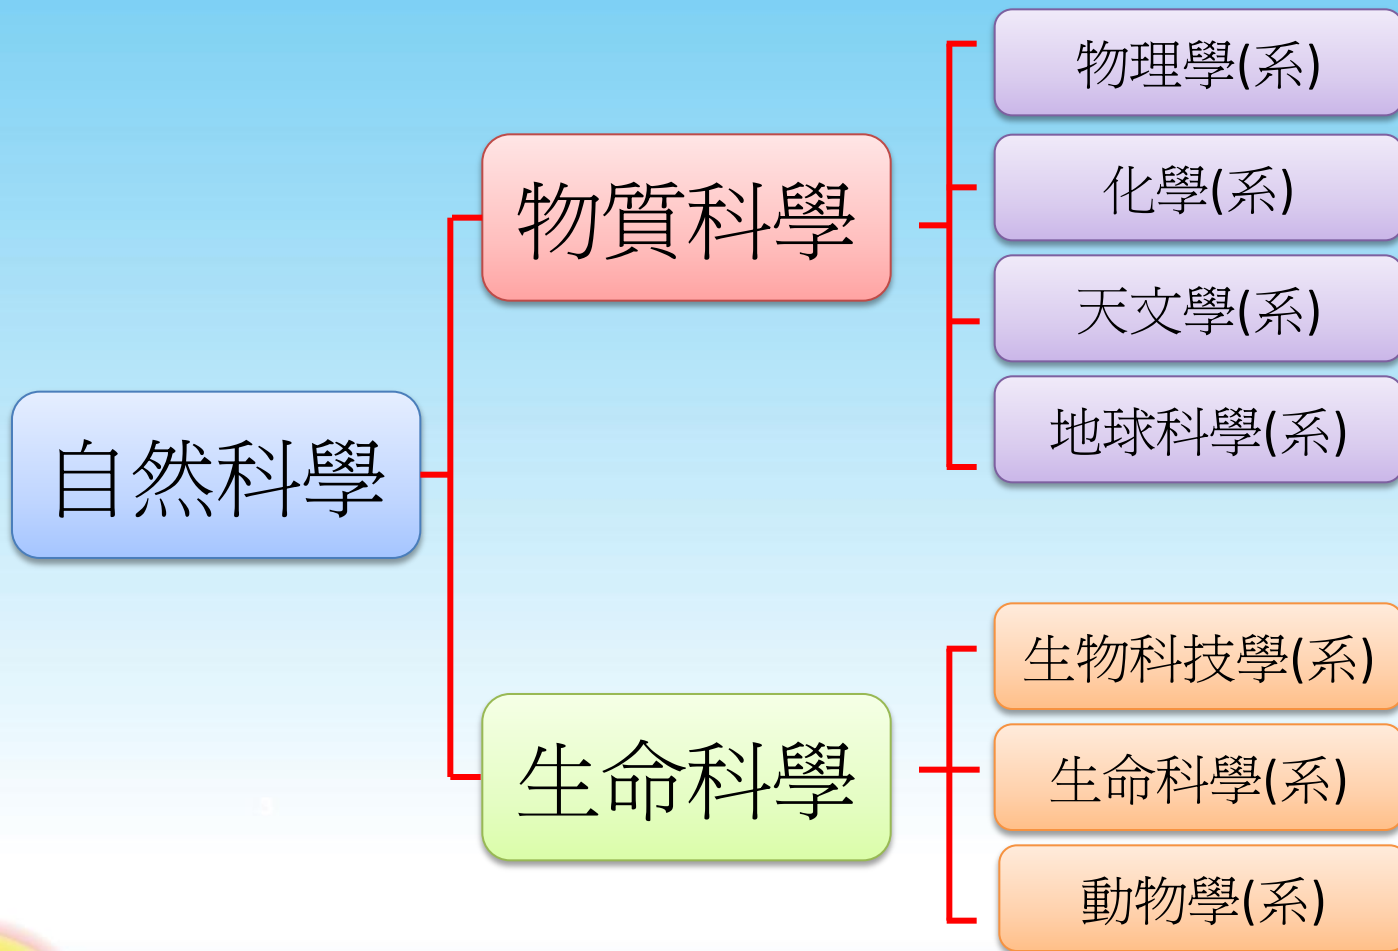 自然科學
物質科學
物理學(系)
化學(系)
天文學(系)
地球科學(系)
生命科學
生物科技學(系)
生命科學(系)
動物學(系)